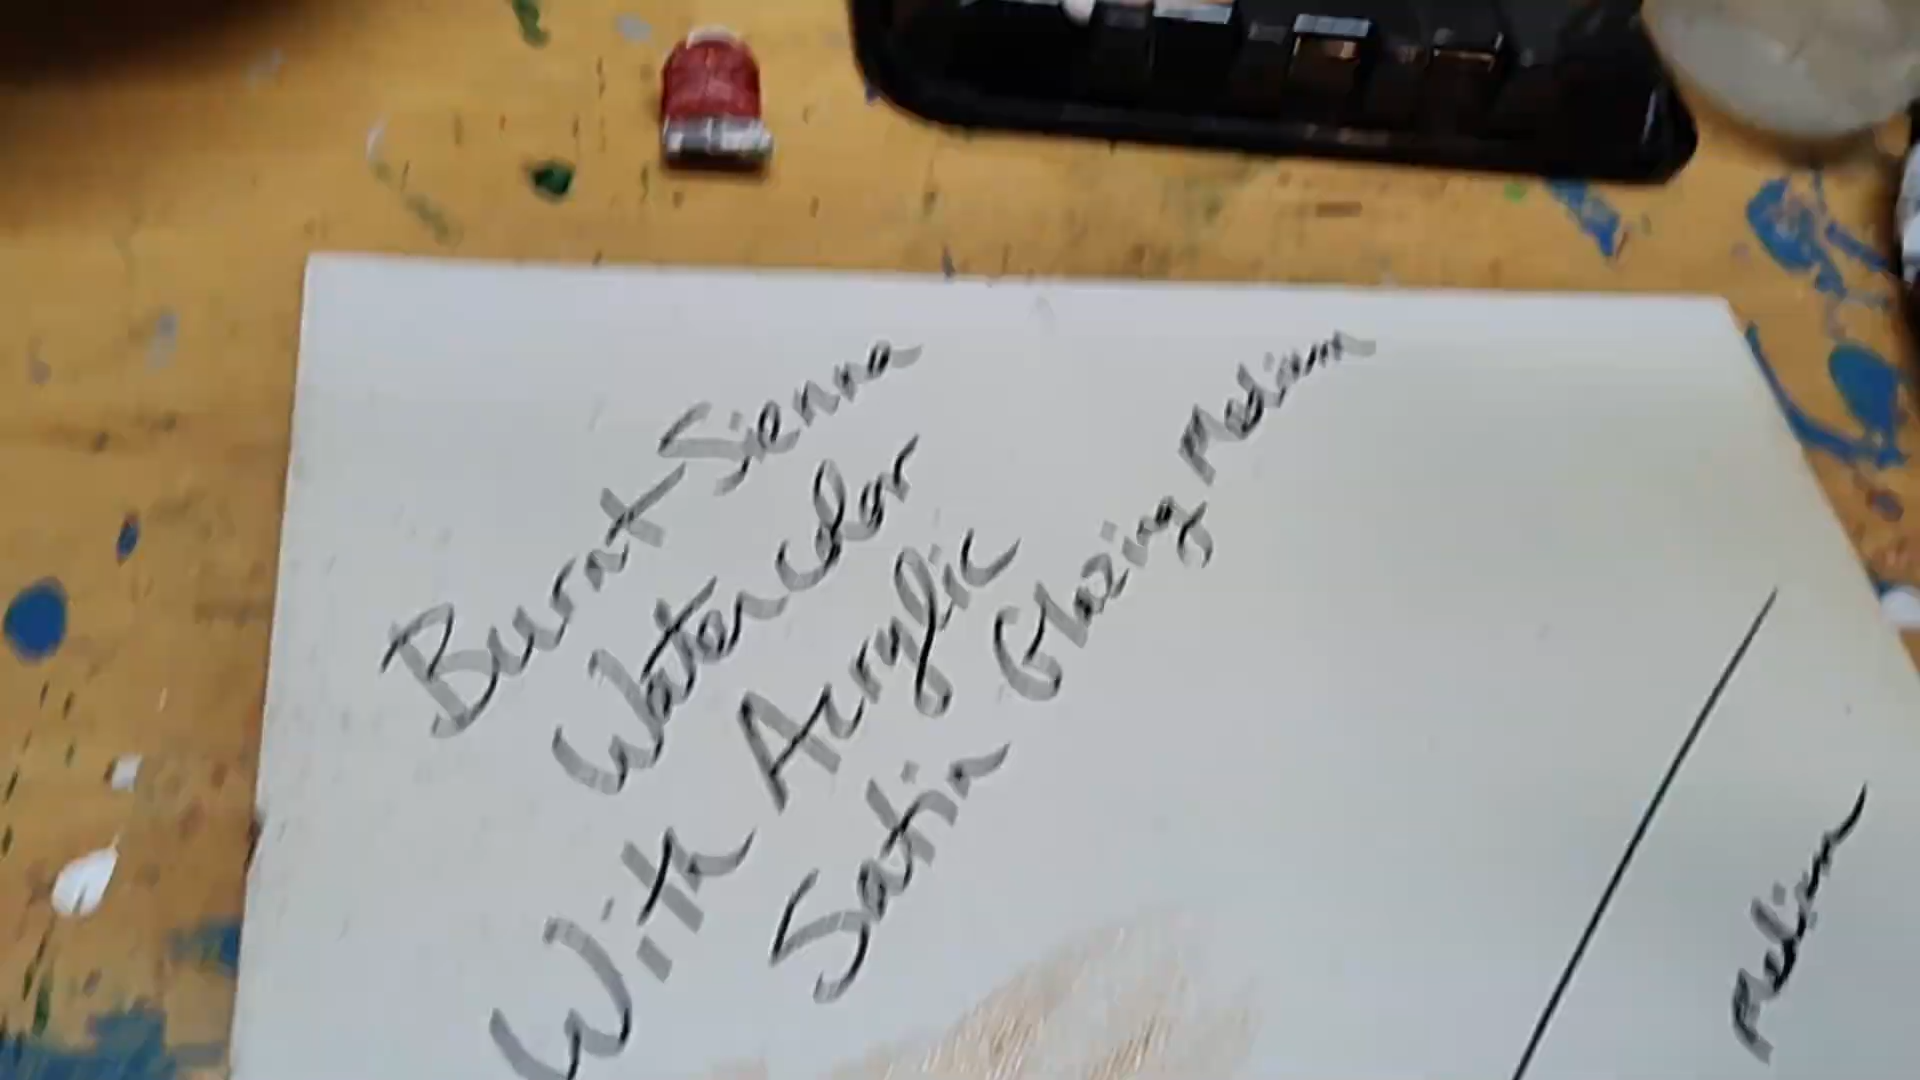 Burnt Sienna
Watercolor
With Acrylic
Satin Glazing Medium
Medium